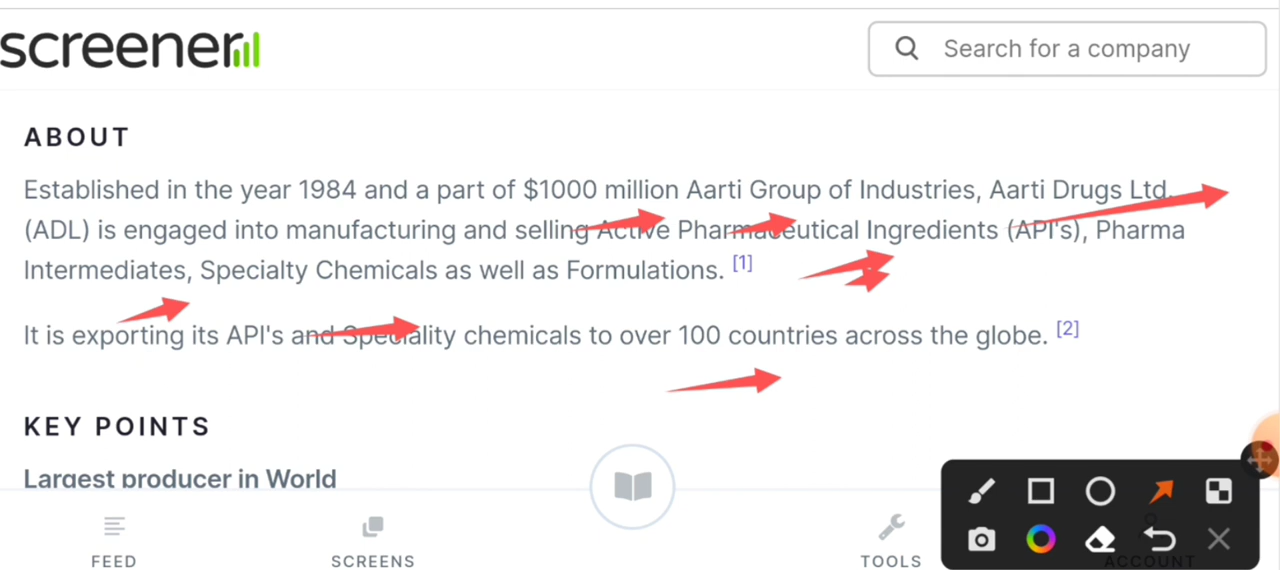 screener
Search for a company
ABOUT
Established in the year 1984 and a part of $1000 million Aarti Group of Industries, Aarti Drugs Ltd.
(ADL) is engaged into manufacturing and selling Active Pharmaceutical Ingredients (API's), Pharma
Intermediates, Specialty Chemicals as well as Formulations. [1]
It is exporting its API's and Speciality chemicals to over 100 countries across the globe. [2]
KEY POINTS
Largest producer in World
FEED
SCREENS
TOOLS
ACCOUNT